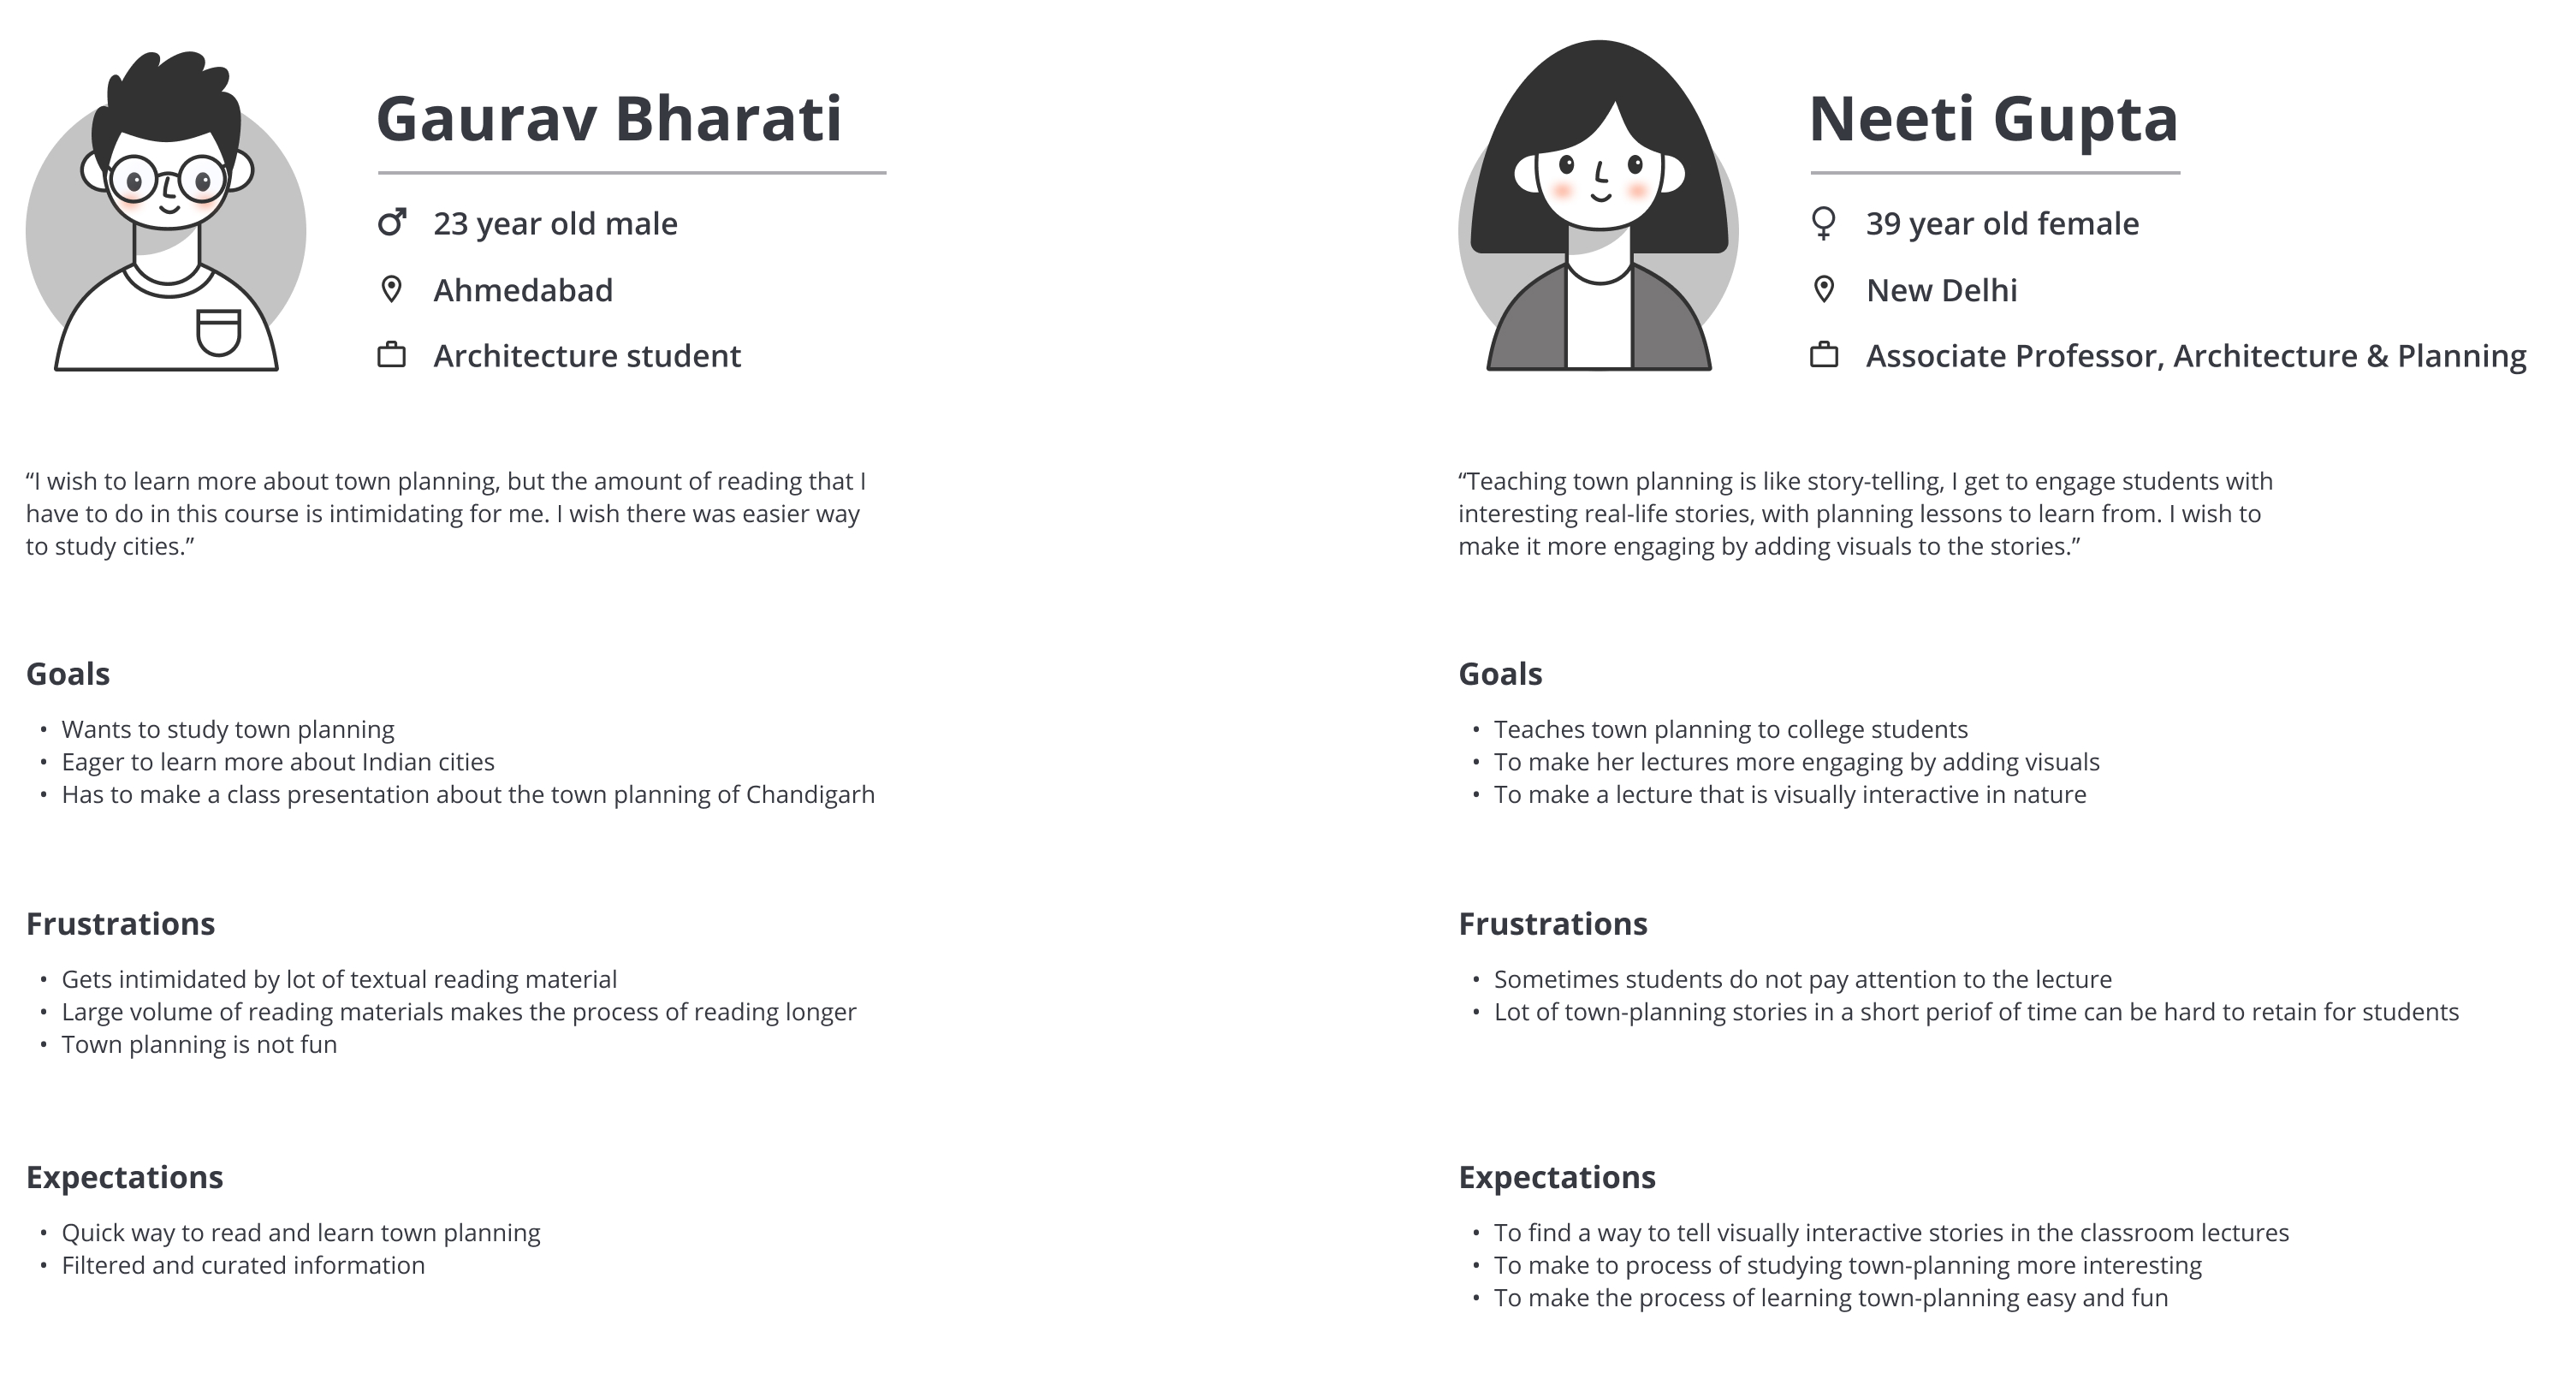 Gaurav Bharati
23 year old male
Ahmedabad
Architecture student
“I wish to learn more about town planning, but the amount of reading that I
have to do in this course is intimidating for me. I wish there was easier way
to study cities.”
Goals
• Wants to study town planning
• Eager to learn more about Indian cities
• Has to make a class presentation about the town planning of Chandigarh
Frustrations
• Gets intimidated by lot of textual reading material
• Large volume of reading materials makes the process of reading longer
• Town planning is not fun
Expectations
• Quick way to read and learn town planning
• Filtered and curated information
Neeti Gupta
39 year old female
New Delhi
Associate Professor, Architecture & Planning
“Teaching town planning is like story-telling, I get to engage students with
interesting real-life stories, with planning lessons to learn from. I wish to
make it more engaging by adding visuals to the stories.”
Goals
• Teaches town planning to college students
• To make her lectures more engaging by adding visuals
• To make a lecture that is visually interactive in nature
Frustrations
• Sometimes students do not pay attention to the lecture
• Lot of town-planning stories in a short periof of time can be hard to retain for students
Expectations
• To find a way to tell visually interactive stories in the classroom lectures
• To make to process of studying town-planning more interesting
• To make the process of learning town-planning easy and fun